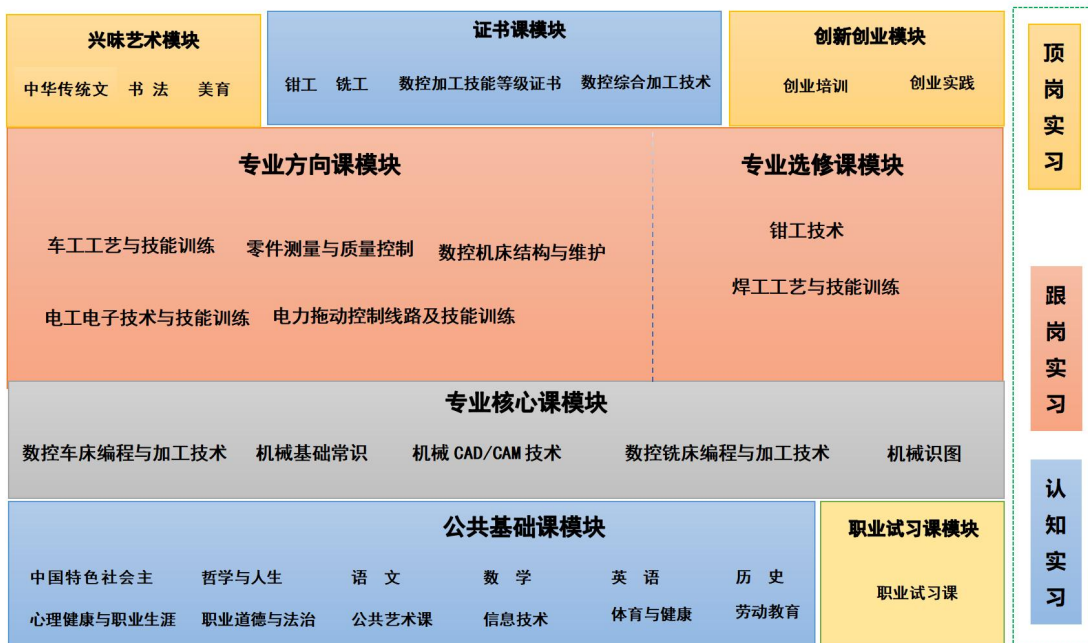 兴味艺术模块
中华传统文 书 法 美育
证书课模块
钳工 铣工 数控加工技能等级证书 数控综合加工技术
创新创业模块
创业培训 创业实践
专业方向课模块
车工工艺与技能训练 零件测量与质量控制 数控机床结构与维护
电工电子技术与技能训练 电力拖动控制线路及技能训练
专业选修课模块
钳工技术
焊工工艺与技能训练
专业核心课模块
数控车床编程与加工技术 机械基础常识 机械 CAD/CAM 技术 数控铣床编程与加工技术 机械识图
公共基础课模块
中国特色社会主 哲学与人生 语 文 数 学 英 语 历 史
心理健康与职业生涯 职业道德与法治 公共艺术课 信息技术 体育与健康 劳动教育
职业试习课模块
职业试习课
顶岗实习
跟岗实习
认知实习